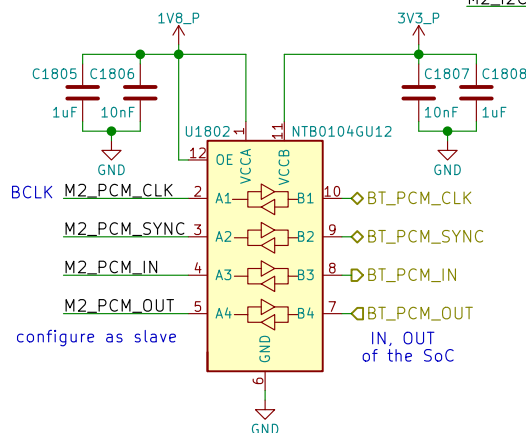 M2_I2C
1V8_P
3V3_P
C1805
C1806
C1807
C1808
1uF
10nF
10nF
1uF
GND
GND
U1802
NTB0104GU12
1
11
12
OE
VCCA
VCCB
BCLK
M2_PCM_CLK
2
A1
B1
10
BT_PCM_CLK
M2_PCM_SYNC
3
A2
B2
9
BT_PCM_SYNC
M2_PCM_IN
4
A3
B3
8
BT_PCM_IN
M2_PCM_OUT
5
A4
B4
7
BT_PCM_OUT
configure as slave
GND
IN, OUT
of the SoC
6
GND